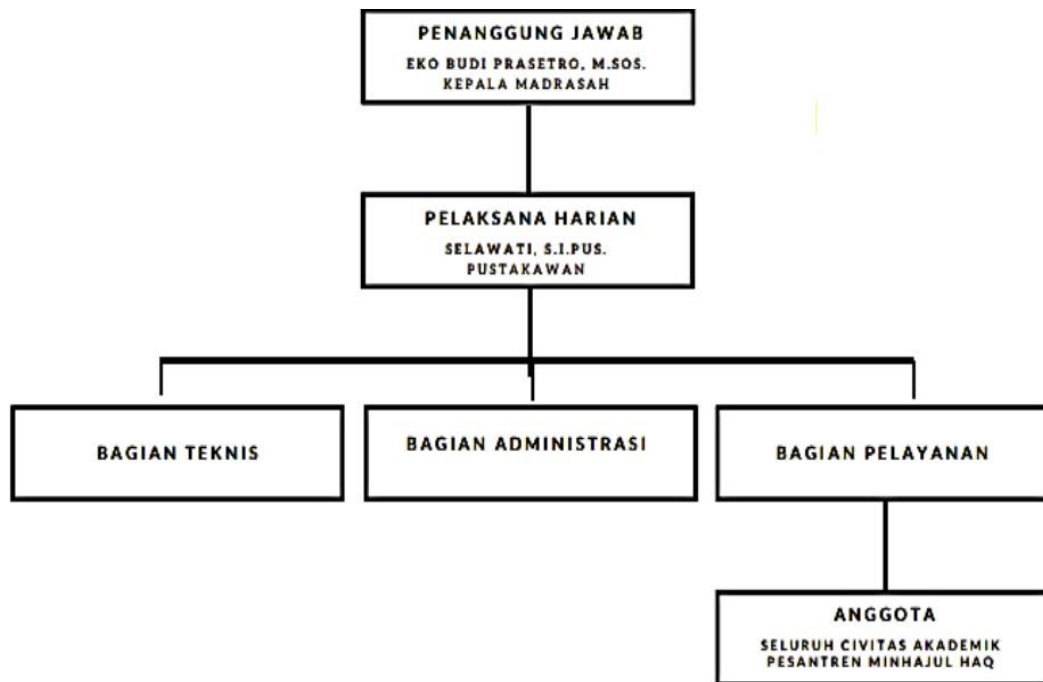 PENANGGUNG JAWAB
EKO BUDI PRASETRO, M.SOS.
KEPALA MADRASAH
PELAKSANA HARIAN
SELAWATI, S.I.PUS.
PUSTAKAWAN
BAGIAN TEKNIS
BAGIAN ADMINISTRASI
BAGIAN PELAYANAN
ANGGOTA
SELURUH CIVITAS AKADEMIK
PESANTREN MINHAJUL HAQ